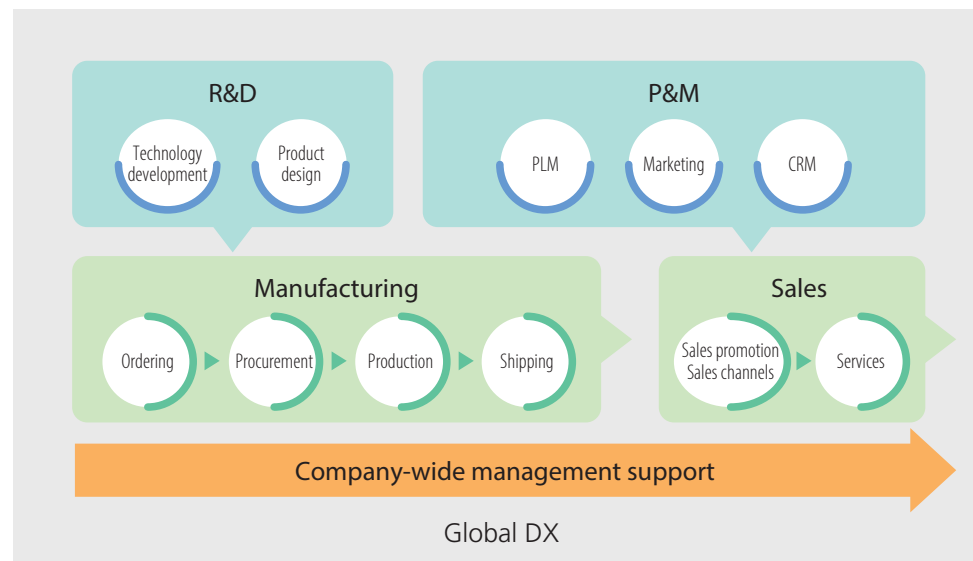 R&D
Technology
development
Product
design
P&M
PLM
Marketing
CRM
Manufacturing
Ordering
Procurement
Production
Shipping
Sales
Sales promotion
Sales channels
Services
Company-wide management support
Global DX